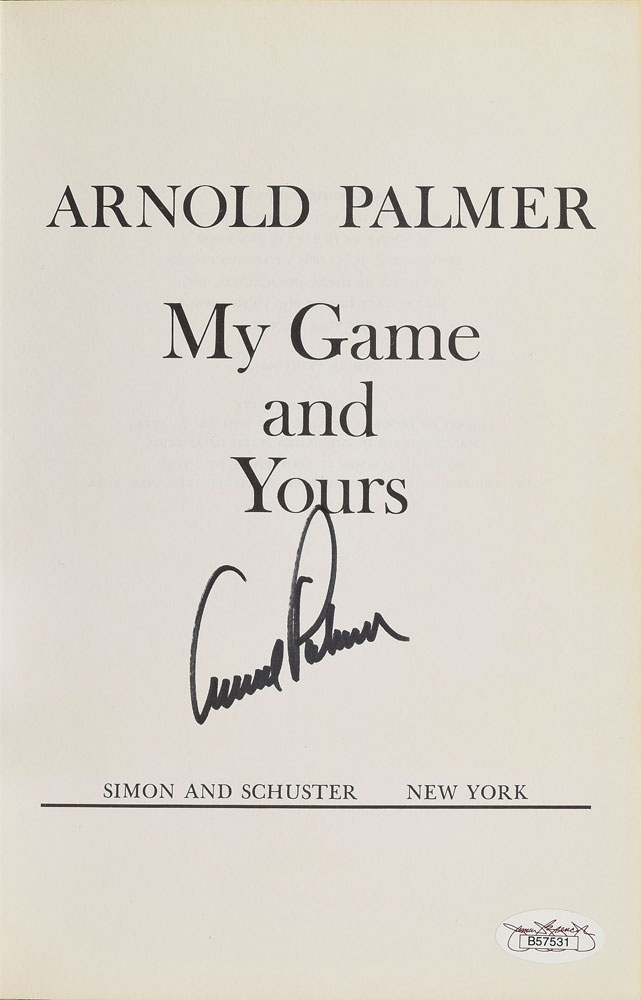 ARNOLD PALMER
My Game
and
Yours
Arnold Palmer
SIMON AND SCHUSTER NEW YORK
B57531